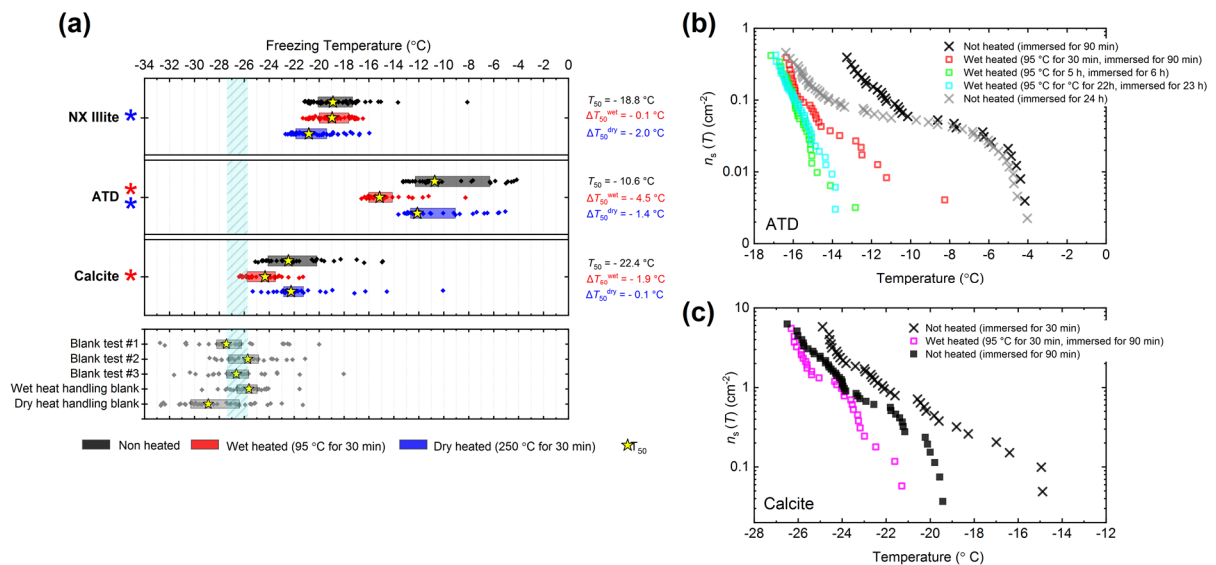 (a)
Freezing Temperature (°C)
-34 -32 -30 -28 -26 -24 -22 -20 -18 -16 -14 -12 -10 -8 -6 -4 -2 0
NX Illite *
T50 = - 18.8 °C
ΔT50wet = - 0.1 °C
ΔT50dry = - 2.0 °C
ATD *
*
T50 = - 10.6 °C
ΔT50wet = - 4.5 °C
ΔT50dry = - 1.4 °C
Calcite *
T50 = - 22.4 °C
ΔT60wet = - 1.9 °C
ΔT50dry = - 0.1 °C
Blank test #1
Blank test #2
Blank test #3
Wet heat handling blank
Dry heat handling blank
Non heated
Wet heated (95 °C for 30 min)
Dry heated (250 °C for 30 min)
T50
(b)
ns (T) (cm-2)
1
0.1
0.01
0
Not heated (immersed for 90 min)
Wet heated (95 °C for 30 min, immersed for 90 min)
Wet heated (95 °C for 5 h, immersed for 6 h)
Wet heated (95 °C for °C for 22h, immersed for 23 h)
Not heated (immersed for 24 h)
ATD
-18 -16 -14 -12 -10 -8 -6 -4 -2 0
Temperature (° C)
(c)
ns (T) (cm-2)
10
1
0.1
Not heated (immersed for 30 min)
Wet heated (95 °C for 30 min, immersed for 90 min)
Not heated (immersed for 90 min)
Calcite
-28 -26 -24 -22 -20 -18 -16 -14 -12
Temperature (° C)